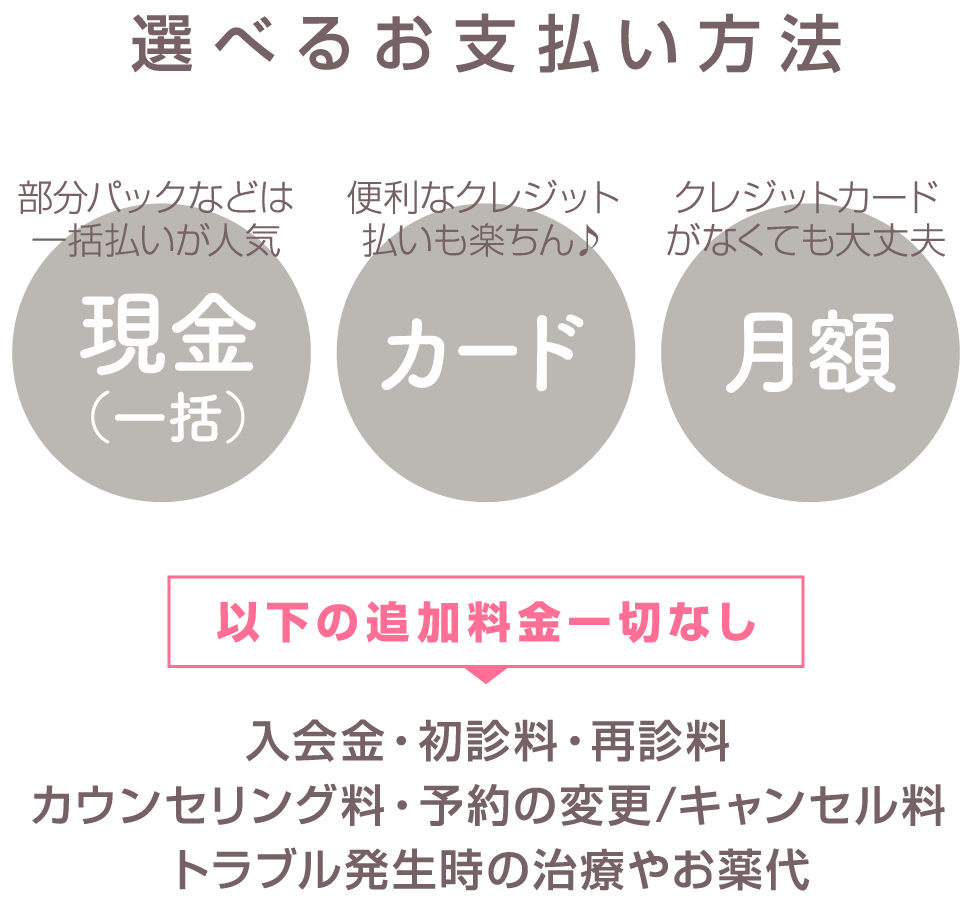 選べるお支払い方法
部分パックなどは
一括払いが人気
現金
（一括）
便利なクレジット
払いも楽ちん♪
カード
クレジットカード
がなくても大丈夫
月額
以下の追加料金一切なし
入会金・初診料・再診料
カウンセリング料・予約の変更/キャンセル料
トラブル発生時の治療やお薬代